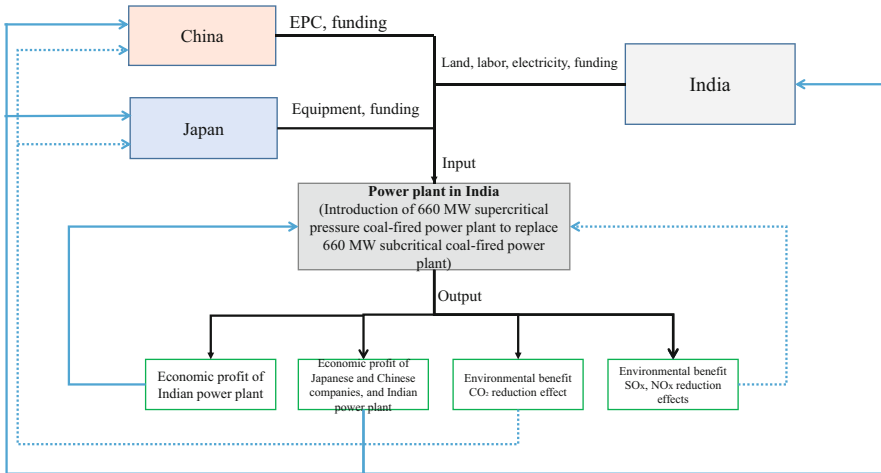 China
EPC, funding
Land, labor, electricity, funding
India
Japan
Equipment, funding
Input
Power plant in India
(Introduction of 660 MW supercritical
pressure coal-fired power plant to replace
660 MW subcritical coal-fired power
plant)
Output
Economic profit of
Indian power plant
Economic profit of
Japanese and Chinese
companies, and Indian
power plant
Environmental benefit
CO₂ reduction effect
Environmental benefit
SOx, NOx reduction
effects